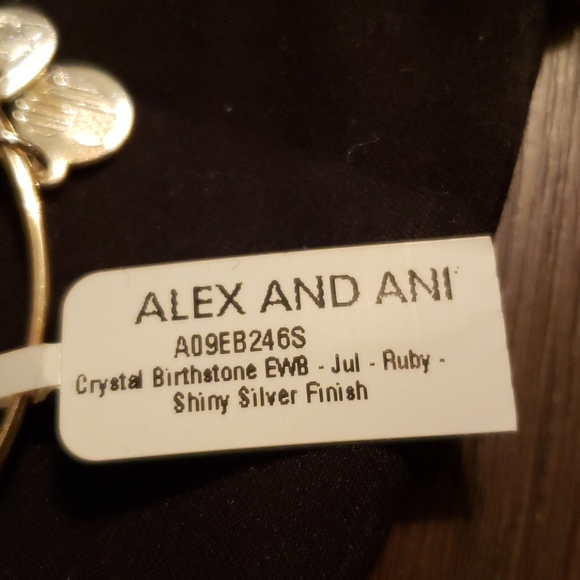 ALEX AND ANI
A09EB246S
Crystal Birthstone EWB - Jul - Ruby -
Shiny Silver Finish